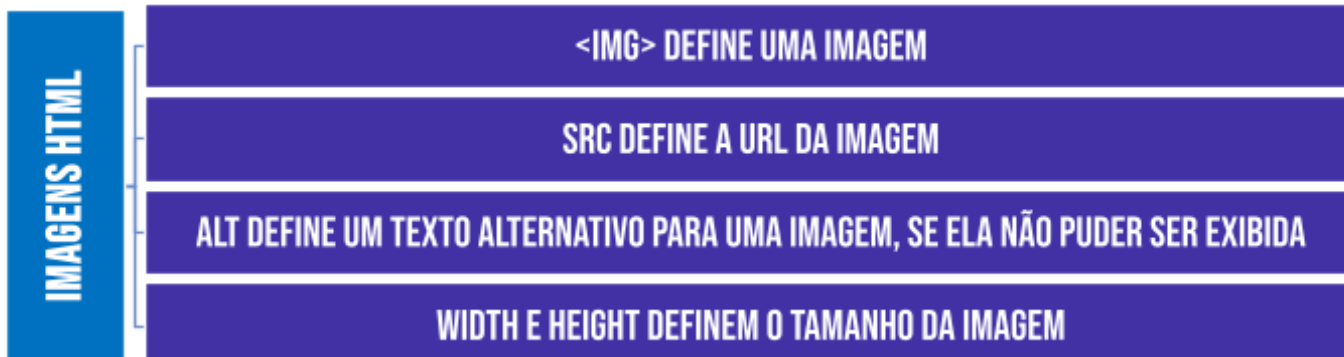 IMAGENS HTML
<IMG> DEFINE UMA IMAGEM
SRC DEFINE A URL DA IMAGEM
ALT DEFINE UM TEXTO ALTERNATIVO PARA UMA IMAGEM, SE ELA NÃO PUDER SER EXIBIDA
WIDTH E HEIGHT DEFINEM O TAMANHO DA IMAGEM